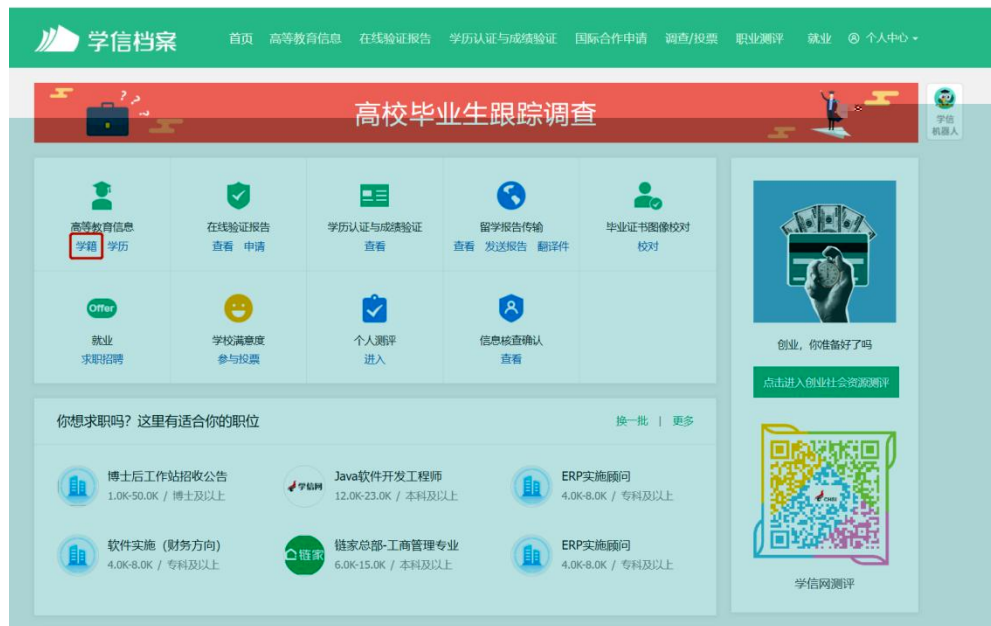 学信档案
首页 高等教育信息 在线验证报告 学历认证与成绩验证 国际合作申请 调查/投票 职业测评 就业 个人中心
高校毕业生跟踪调查
学信
机器人
高等教育信息
学籍 学历
在线验证报告
查看 申请
学历认证与成绩验证
查看
留学报告传输
查看 发送报告 翻译件
毕业证书图像校对
校对
Offer
就业
求职招聘
学校满意度
参与投票
个人测评
进入
信息核查确认
查看
创业，你准备好了吗
点击进入创业社会资源测评
你想求职吗？这里有适合你的职位
换一批 | 更多
博士后工作站招收公告
1.0K-50.0K / 博士及以上
学信网
Java软件开发工程师
12.0K-23.0K / 本科及以上
ERP实施顾问
4.0K-8.0K / 专科及以上
软件实施（财务方向）
4.0K-8.0K / 专科及以上
链家
链家总部-工商管理专业
6.0K-15.0K / 本科及以上
ERP实施顾问
4.0K-8.0K / 专科及以上
CHSI
学信网测评